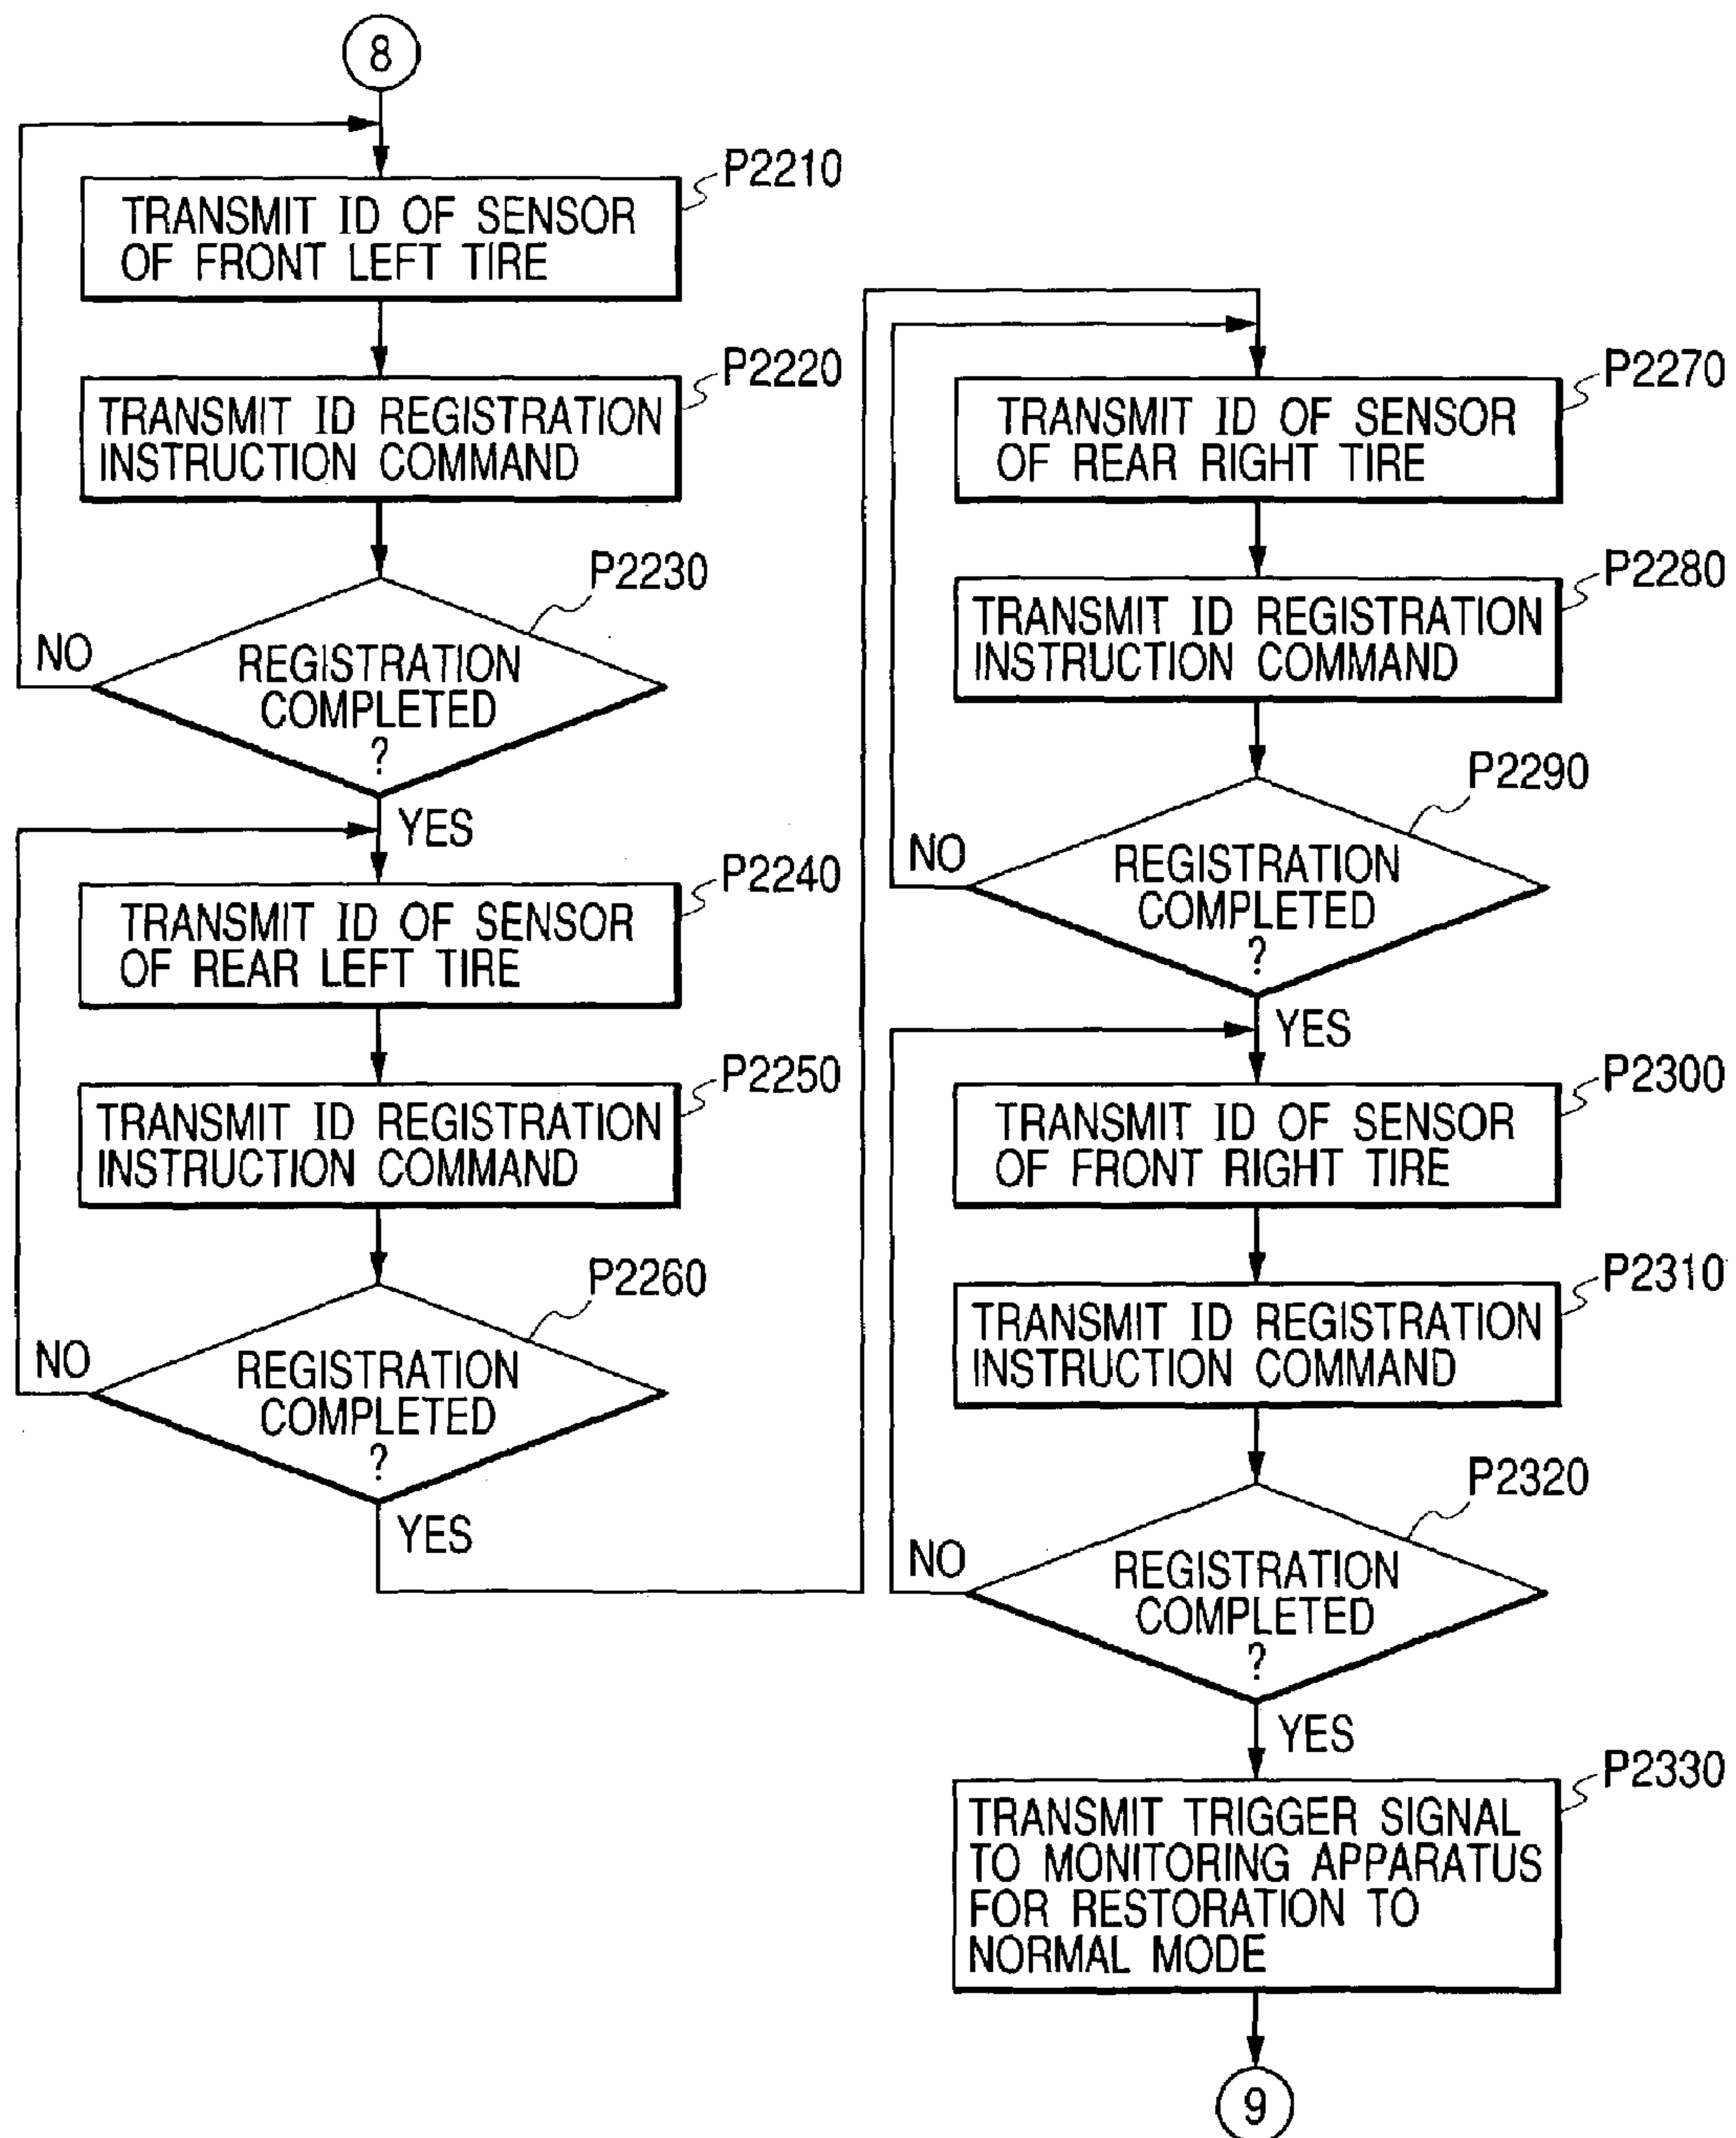 8
P2210
TRANSMIT ID OF SENSOR
OF FRONT LEFT TIRE
P2220
TRANSMIT ID REGISTRATION
INSTRUCTION COMMAND
P2230
NO
REGISTRATION
COMPLETED
?
YES
P2240
TRANSMIT ID OF SENSOR
OF REAR LEFT TIRE
P2250
TRANSMIT ID REGISTRATION
INSTRUCTION COMMAND
P2260
NO
REGISTRATION
COMPLETED
?
YES
P2270
TRANSMIT ID OF SENSOR
OF REAR RIGHT TIRE
P2280
TRANSMIT ID REGISTRATION
INSTRUCTION COMMAND
P2290
NO
REGISTRATION
COMPLETED
?
YES
P2300
TRANSMIT ID OF SENSOR
OF FRONT RIGHT TIRE
P2310
TRANSMIT ID REGISTRATION
INSTRUCTION COMMAND
P2320
NO
REGISTRATION
COMPLETED
?
YES
P2330
TRANSMIT TRIGGER SIGNAL
TO MONITORING APPARATUS
FOR RESTORATION TO
NORMAL MODE
9